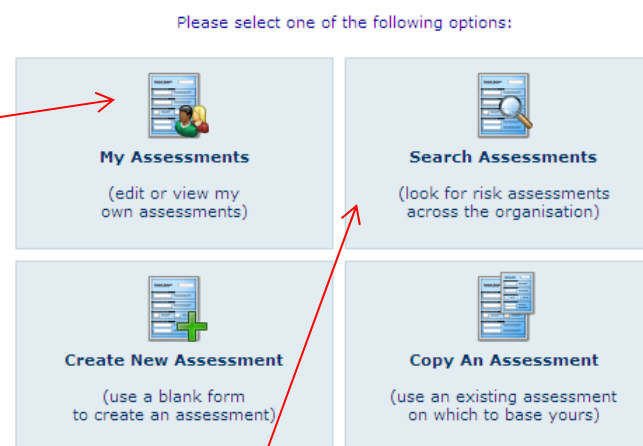 Please select one of the following options:
My Assessments
(edit or view my
own assessments)
Search Assessments
(look for risk assessments
across the organisation)
Create New Assessment
(use a blank form
to create an assessment)
Copy An Assessment
(use an existing assessment
on which to base yours)